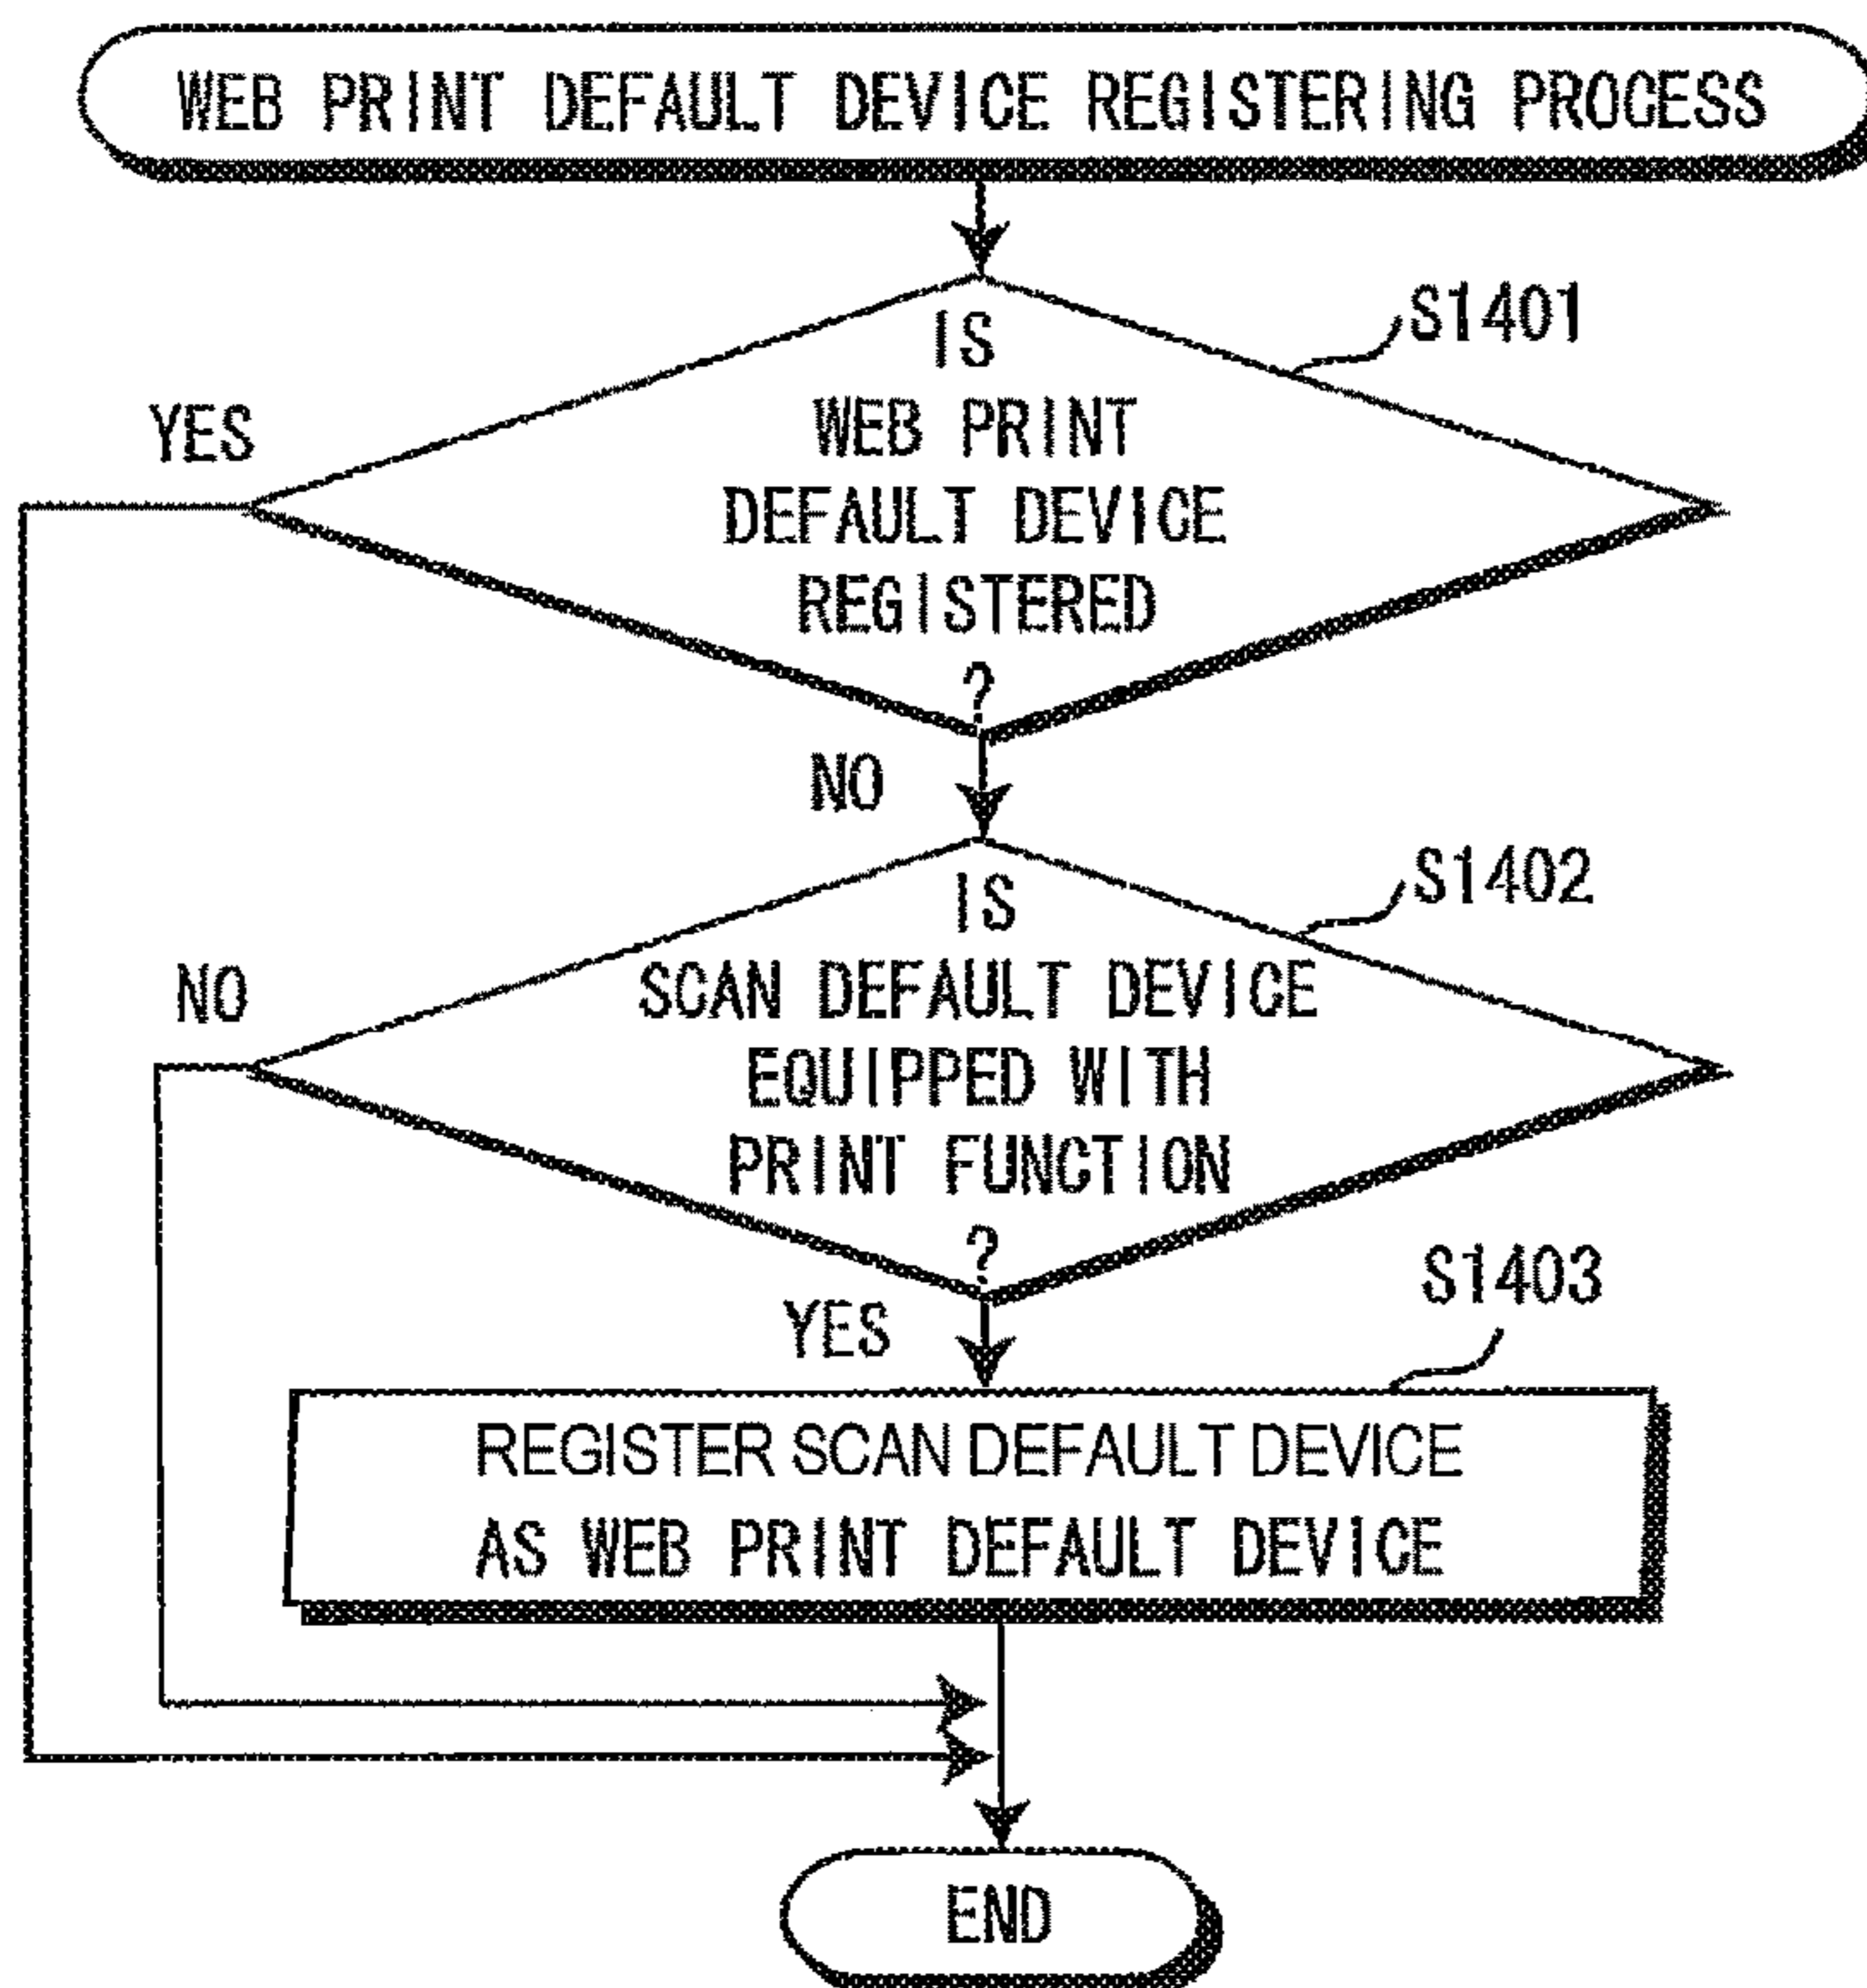 WEB PRINT DEFAULT DEVICE REGISTERING PROCESS
S1401
IS
WEB PRINT
DEFAULT DEVICE
REGISTERED
?
YES
NO
S1402
IS
SCAN DEFAULT DEVICE
EQUIPPED WITH
PRINT FUNCTION
?
NO
YES
S1403
REGISTER SCAN DEFAULT DEVICE
AS WEB PRINT DEFAULT DEVICE
END